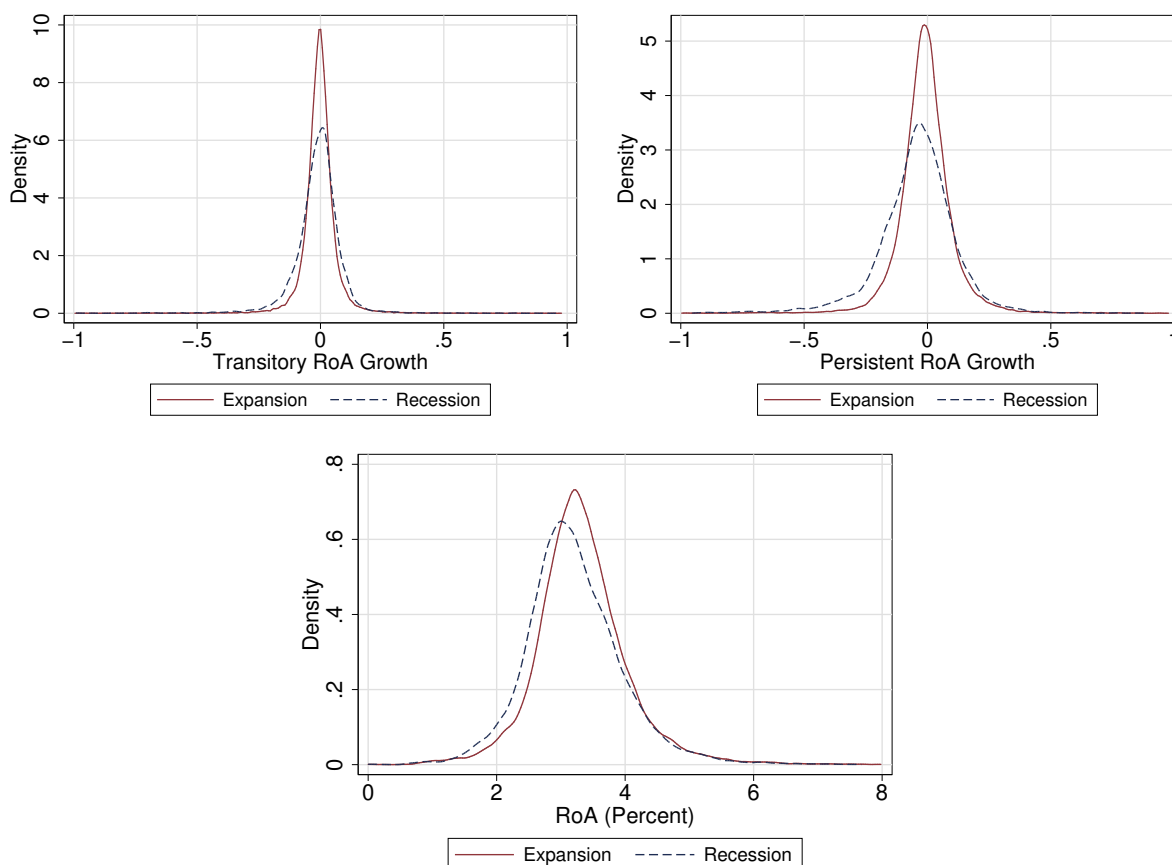 Density
10
8
6
4
2
0
−1 −.5 0 .5 1
Transitory RoA Growth
Expansion Recession
Density
5
4
3
2
1
0
−1 −.5 0 .5 1
Persistent RoA Growth
Expansion Recession
Density
.8
.6
.4
.2
0
0 2 4 6 8
RoA (Percent)
Expansion Recession